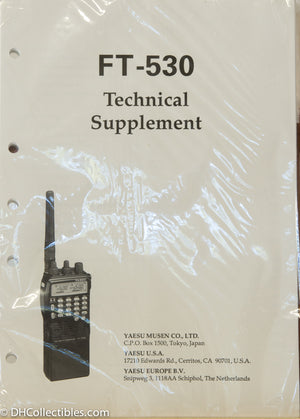 FT-530
Technical
Supplement
YAESU MUSEN CO., LTD.
C.P.O. Box 1500, Tokyo, Japan
YAESU U.S.A.
17210 Edwards Rd., Cerritos, CA 90701, U.S.A.
YAESU EUROPE B.V.
Snipweg 3, 1118AA Schiphol, The Netherlands
©DHCollectibles.com